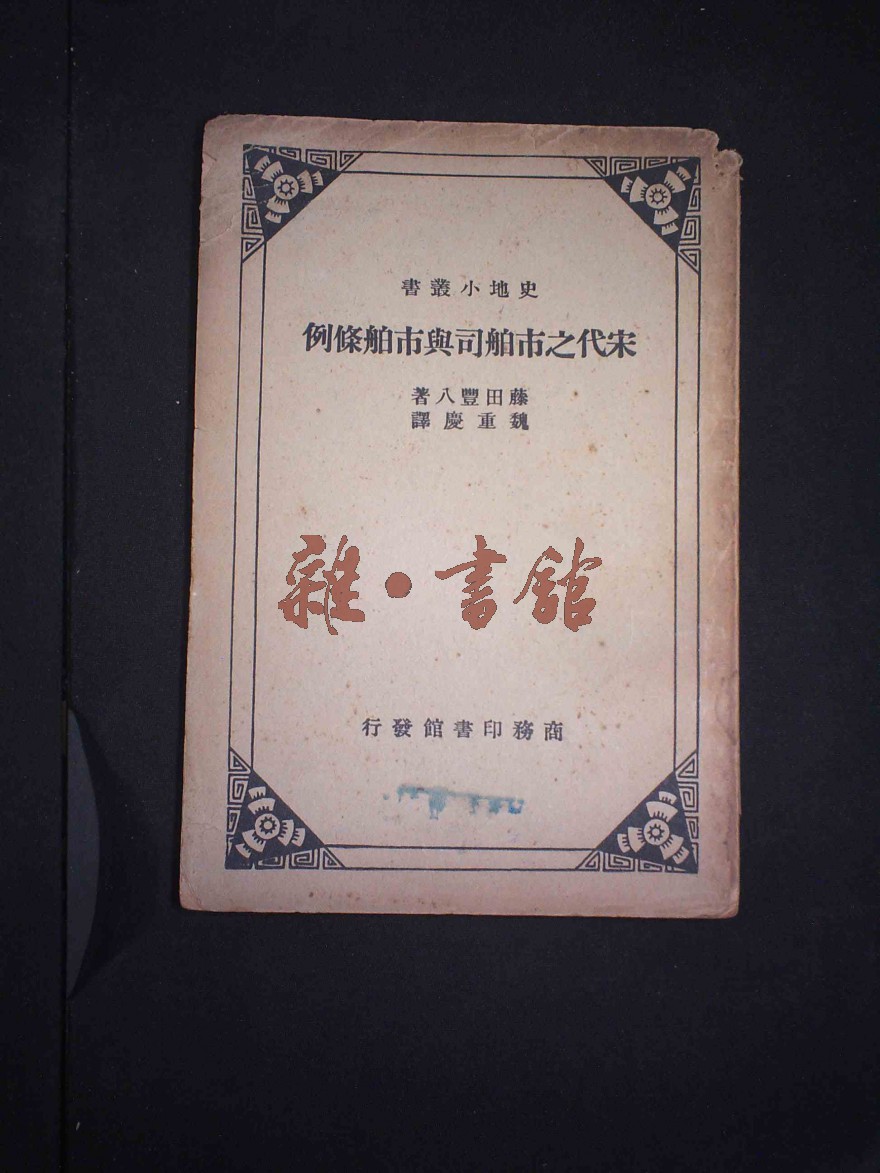 史地小叢書
宋代之市舶司與市舶條例
藤田豐八著
魏重慶譯
雜·書館
商務印書館發行